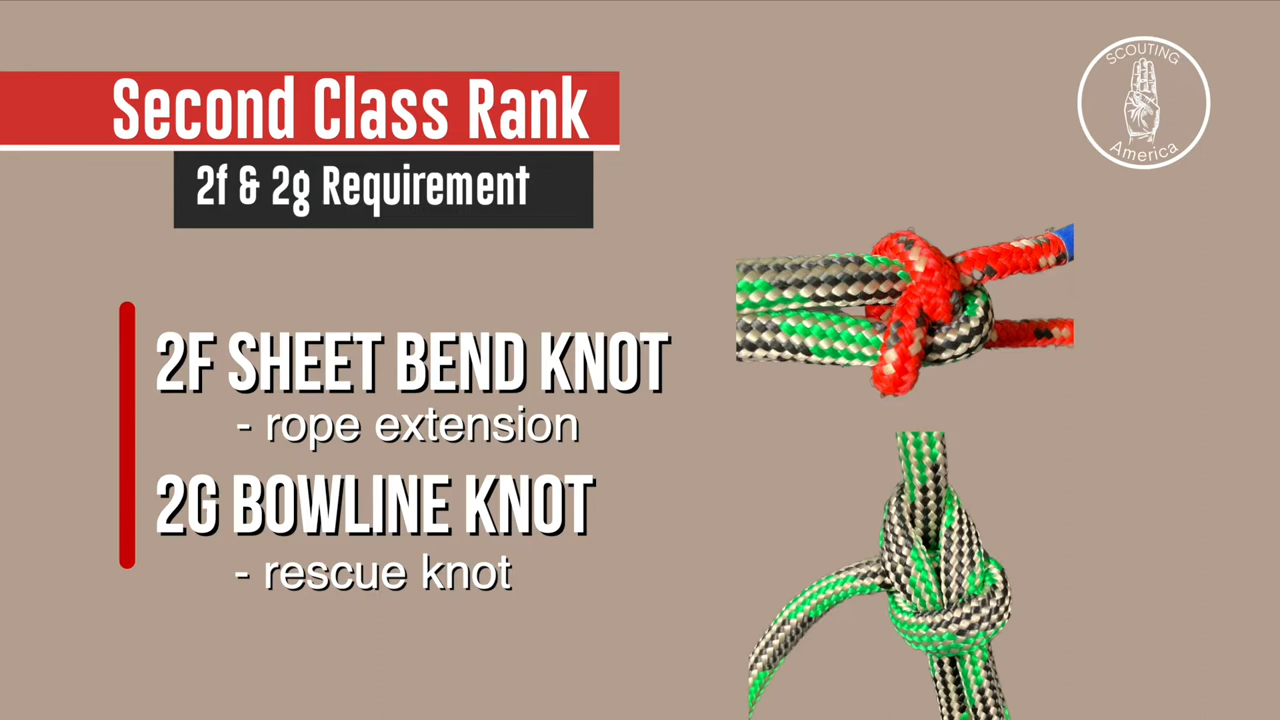 SCOUTING
America
Second Class Rank
2f & 2g Requirement
2F SHEET BEND KNOT
- rope extension
2G BOWLINE KNOT
- rescue knot